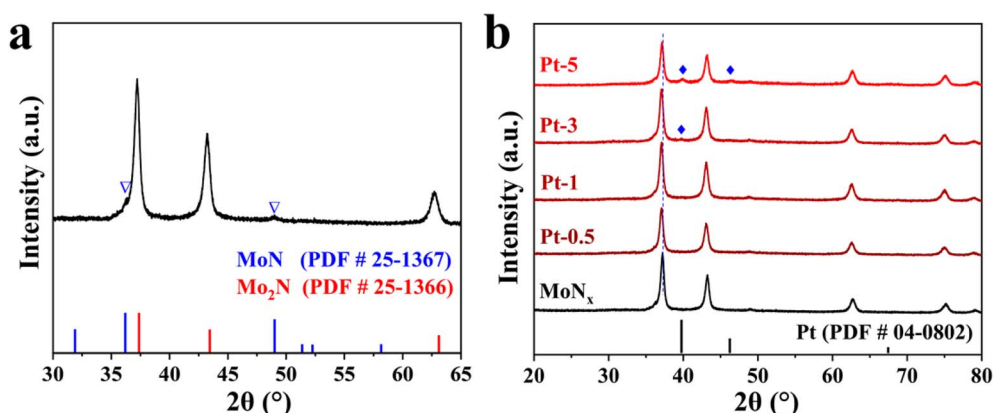 a
Intensity (a.u.)
▽
▽
MoN (PDF # 25-1367)
Mo₂N (PDF # 25-1366)
30 35 40 45 50 55 60 65
2θ (°)
b
Intensity (a.u.)
Pt-5
Pt-3
Pt-1
Pt-0.5
MoNₓ
Pt (PDF # 04-0802)
20 30 40 50 60 70 80
2θ (°)